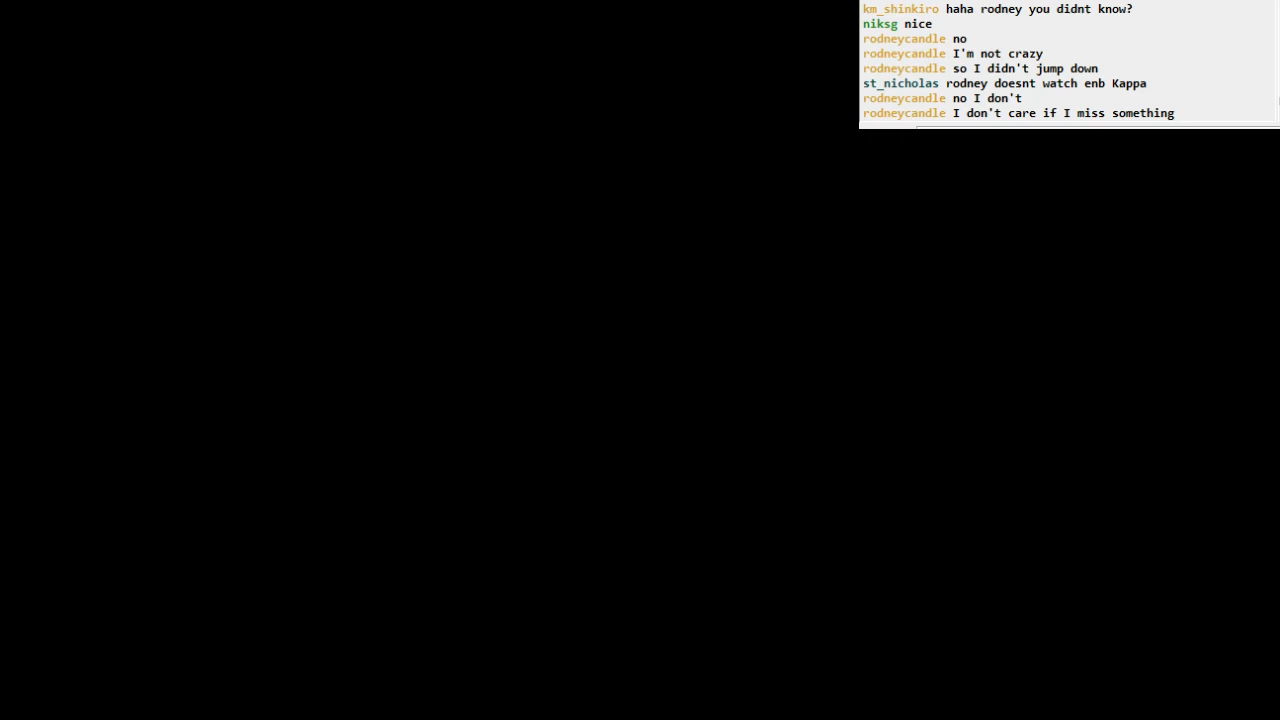 km_shinkiro haha rodney you didnt know?
niksg nice
rodneycandle no
rodneycandle I'm not crazy
rodneycandle so I didn't jump down
st_nicholas rodney doesnt watch enb Kappa
rodneycandle no I don't
rodneycandle I don't care if I miss something